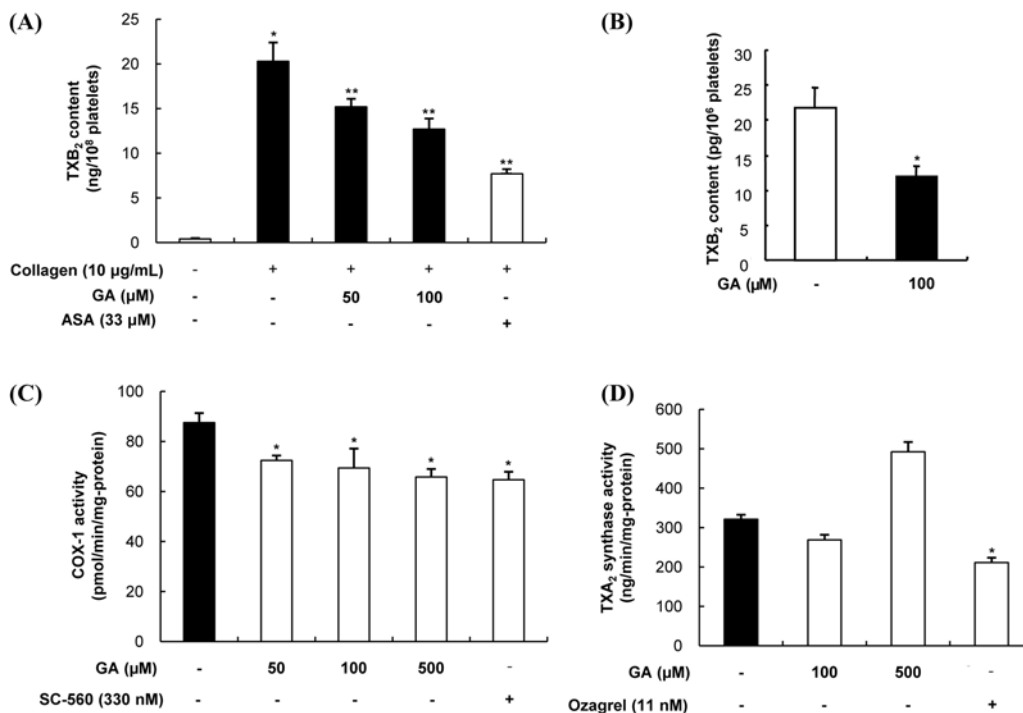 (A)
TXB₂ content
(ng/10⁸ platelets)
25
20
15
10
5
0
*
**
**
**
Collagen (10 µg/mL) - + + + +
GA (µM) - - 50 100 -
ASA (33 µM) - - - - +
(B)
TXB₂ content (pg/10⁶ platelets)
30
25
20
15
10
5
0
*
GA (µM) - 100
(C)
COX-1 activity
(pmol/min/mg-protein)
100
80
60
40
20
0
*
*
*
*
GA (µM) - 50 100 500 -
SC-560 (330 nM) - - - - +
(D)
TXA₂ synthase activity
(ng/min/mg-protein)
600
500
400
300
200
100
0
*
GA (µM) - 100 500 -
Ozagrel (11 nM) - - - +